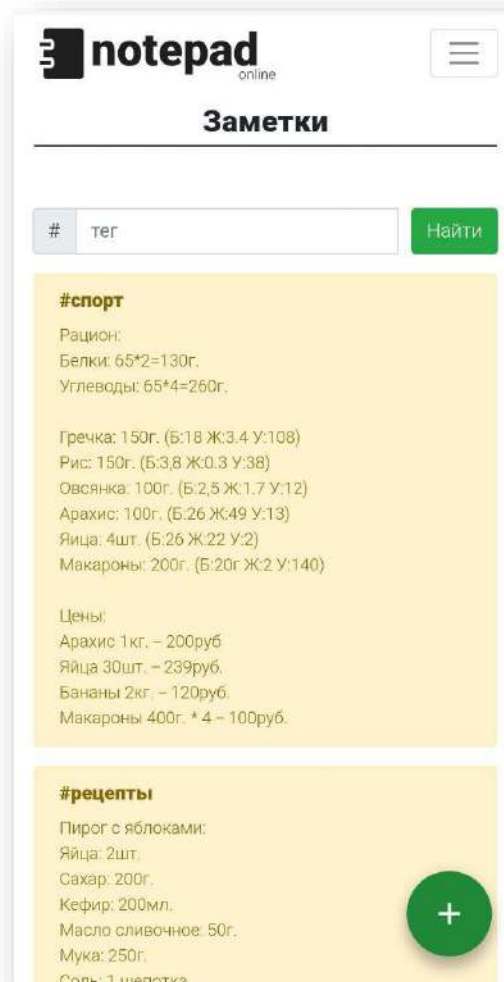 notepad
online
Заметки
# тег
Найти
#спорт
Рацион:
Белки: 65*2=130г.
Углеводы: 65*4=260г.
Гречка: 150г. (Б:18 Ж:3.4 У:108)
Рис: 150г. (Б:3,8 Ж:0.3 У:38)
Овсянка: 100г. (Б:2,5 Ж:1.7 У:12)
Арахис: 100г. (Б:26 Ж:49 У:13)
Яица: 4шт. (Б:26 Ж:22 У:2)
Макароны: 200г. (Б:20г Ж:2 У:140)
Цены:
Арахис 1кг. – 200руб
Яйца 30шт. – 239руб.
Бананы 2кг. – 120руб.
Макароны 400г. * 4 – 100руб.
#рецепты
Пирог с яблоками:
Яйца: 2шт.
Сахар: 200г.
Кефир: 200мл.
Масло сливочное: 50г.
+
Мука: 250г.
Соль: 1 щепотка